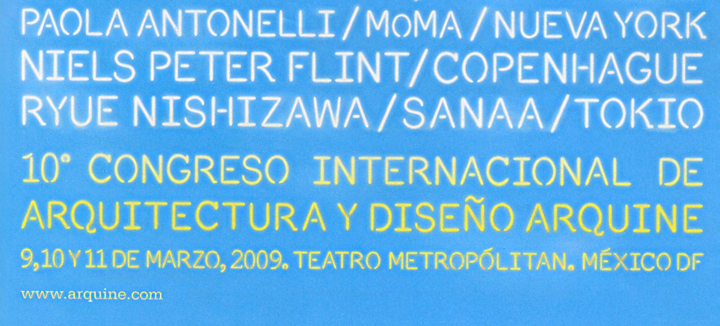 PAOLA ANTONELLI/MoMA/NUEVA YORK
NIELS PETER FLINT/COPENHAGUE
RYUE NISHIZAWA/SANAA/TOKIO
10° CONGRESO INTERNACIONAL DE
ARQUITECTURA Y DISEÑO ARQUINE
9,10 Y 11 DE MARZO, 2009. TEATRO METROPÓLITAN. MÉXICO DF
www.arquine.com